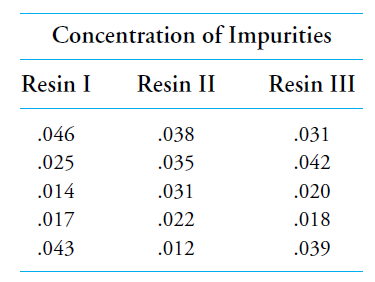 Concentration of Impurities
Resin I Resin II Resin III
.046 .038 .031
.025 .035 .042
.014 .031 .020
.017 .022 .018
.043 .012 .039